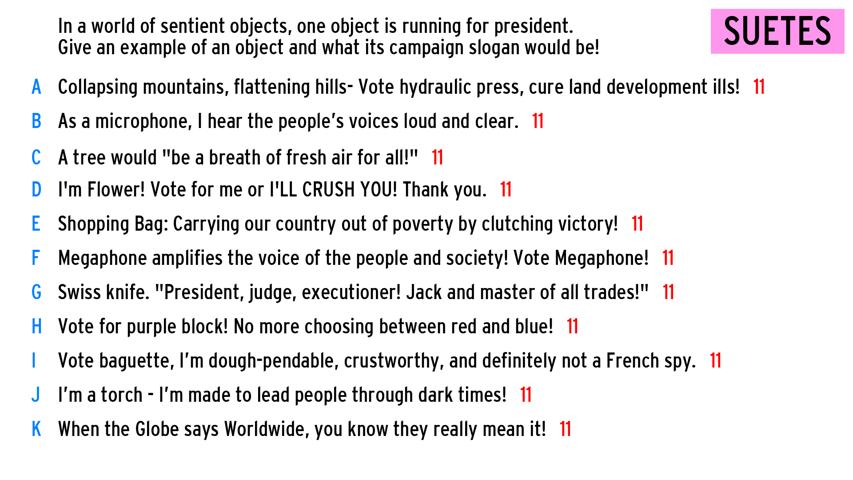 In a world of sentient objects, one object is running for president.
Give an example of an object and what its campaign slogan would be!
SUETES
A Collapsing mountains, flattening hills- Vote hydraulic press, cure land development ills! 11
B As a microphone, I hear the people's voices loud and clear. 11
C A tree would "be a breath of fresh air for all!" 11
D I'm Flower! Vote for me or I'LL CRUSH YOU! Thank you. 11
E Shopping Bag: Carrying our country out of poverty by clutching victory! 11
F Megaphone amplifies the voice of the people and society! Vote Megaphone! 11
G Swiss knife. "President, judge, executioner! Jack and master of all trades!" 11
H Vote for purple block! No more choosing between red and blue! 11
I Vote baguette, I'm dough-pendable, crustworthy, and definitely not a French spy. 11
J I'm a torch - I'm made to lead people through dark times! 11
K When the Globe says Worldwide, you know they really mean it! 11